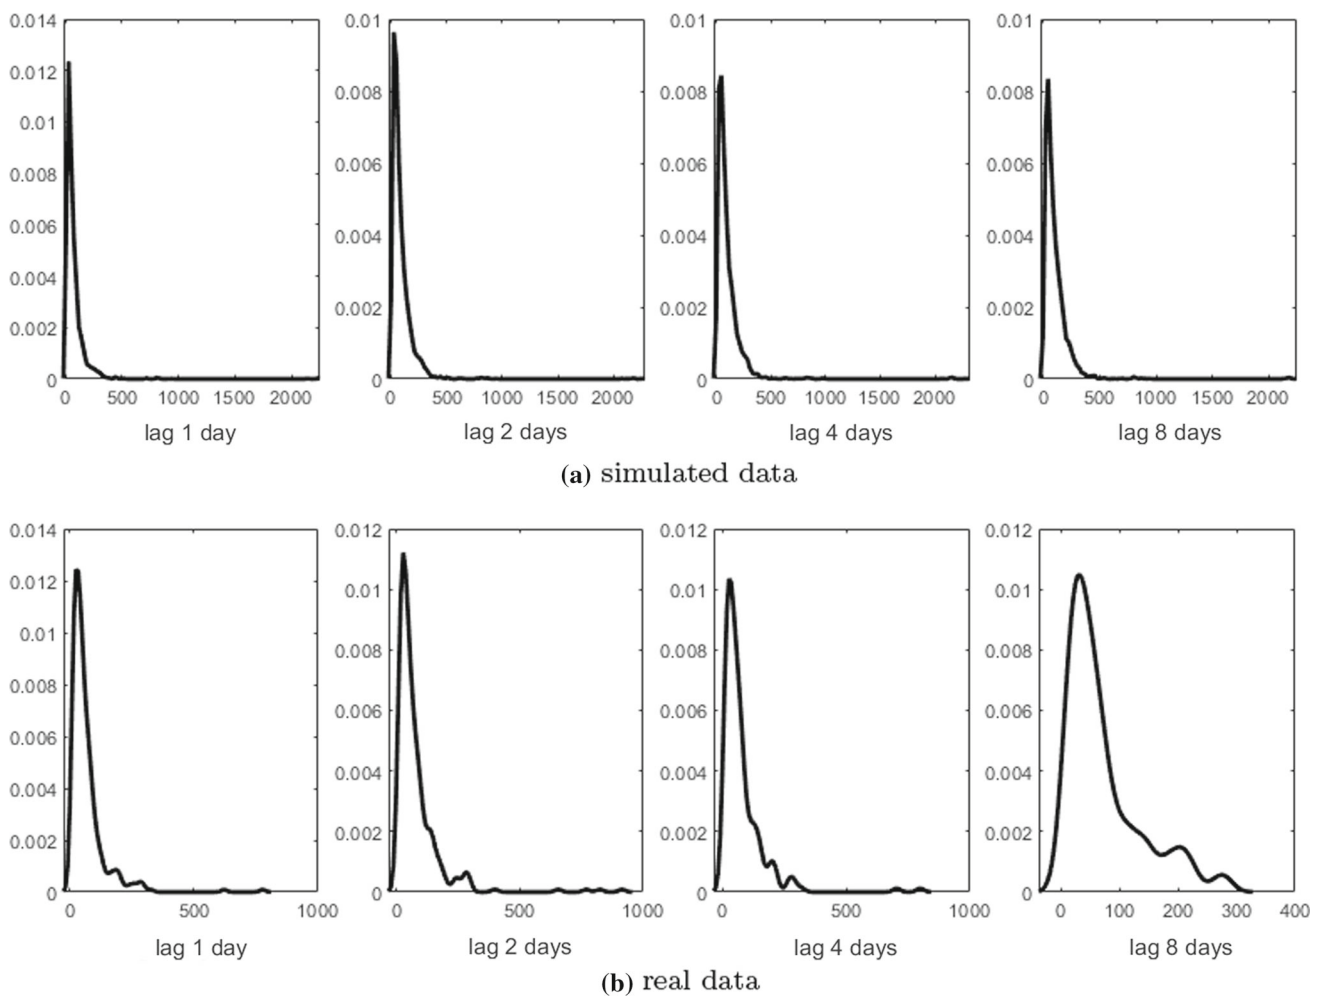 0.014 0.01 0.01 0.01
0.012 0.008 0.008 0.008
0.01
0.008 0.006 0.006 0.006
0.006 0.004 0.004 0.004
0.004
0.002 0.002 0.002 0.002
0 0 0 0
0 500 1000 1500 2000 0 500 1000 1500 2000 0 500 1000 1500 2000 0 500 1000 1500 2000
lag 1 day lag 2 days lag 4 days lag 8 days
(a) simulated data
0.014 0.012 0.012 0.012
0.012 0.01 0.01 0.01
0.01 0.008 0.008 0.008
0.008
0.006 0.006 0.006 0.006
0.004 0.004 0.004 0.004
0.002 0.002 0.002 0.002
0 0 0 0
0 500 1000 0 500 1000 0 500 1000 0 100 200 300 400
lag 1 day lag 2 days lag 4 days lag 8 days
(b) real data